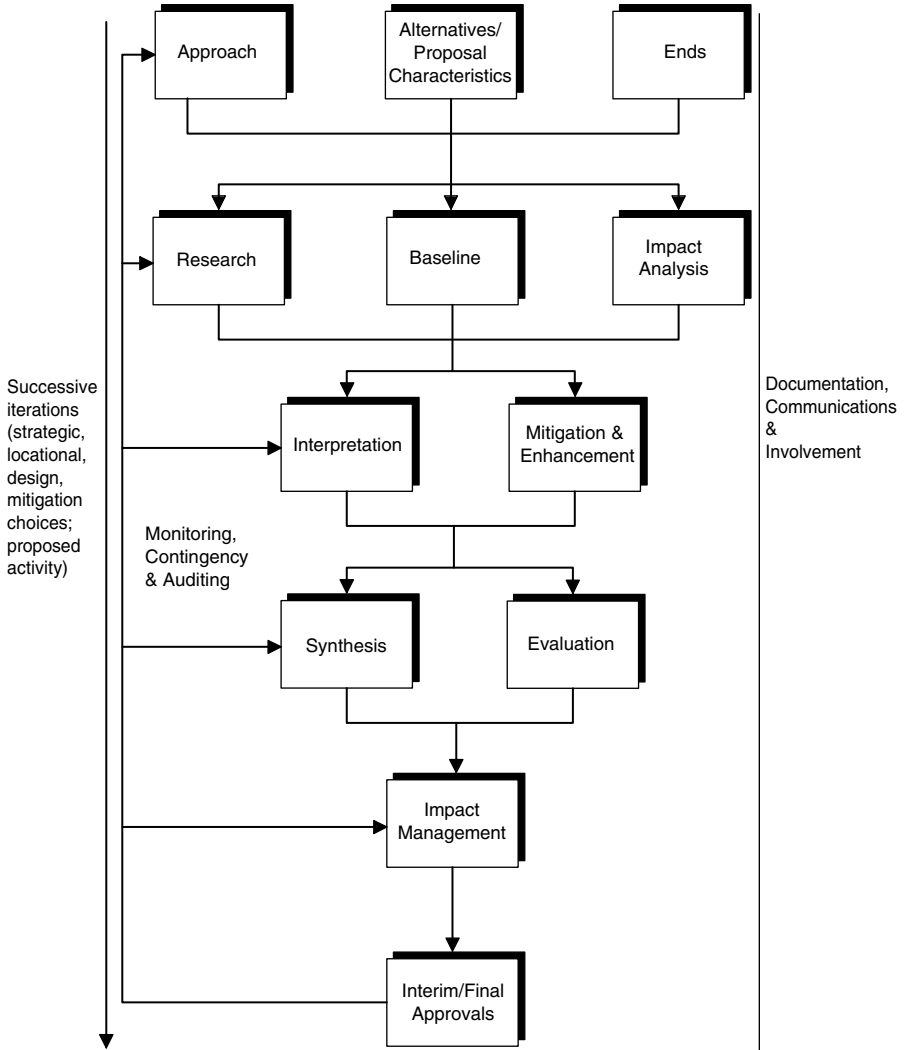 Approach
Alternatives/
Proposal
Characteristics
Ends
Research
Baseline
Impact
Analysis
Successive
iterations
(strategic,
locational,
design,
mitigation
choices;
proposed
activity)
Documentation,
Communications
&
Involvement
Interpretation
Mitigation &
Enhancement
Monitoring,
Contingency
& Auditing
Synthesis
Evaluation
Impact
Management
Interim/Final
Approvals